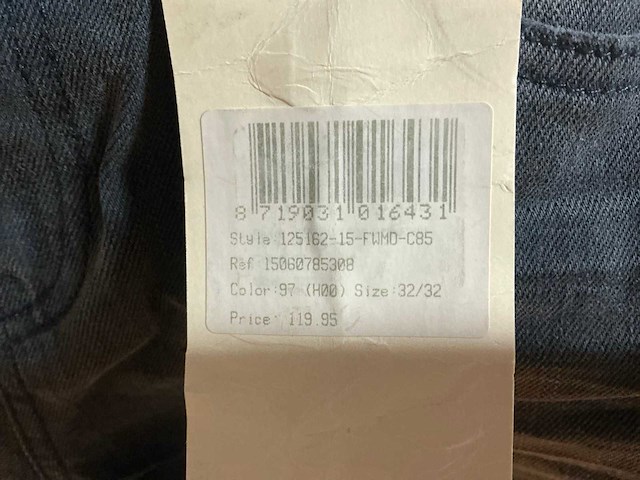 8 719031 016431
Style 125162-15-FWMD-C85
Ref 15060785308
Color:97 (H00) Size:32/32
Price: 119.95